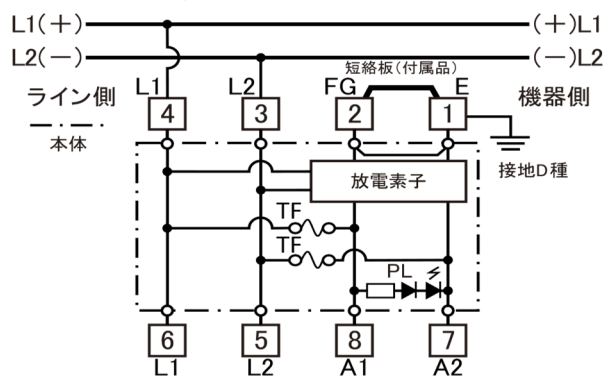 L1(+) (+)L1
L2(−) (−)L2
短絡板(付属品)
L1 L2 FG E
ライン側 4 3 2 1 機器側
本体
接地D種
放電素子
TF
TF
PL
6 5 8 7
L1 L2 A1 A2